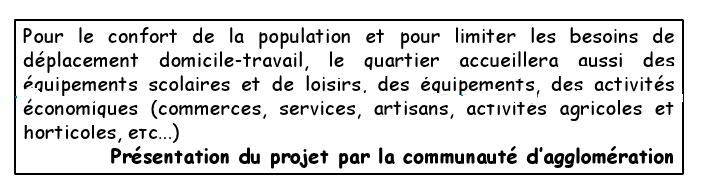 Pour le confort de la population et pour limiter les besoins de
déplacement domicile-travail, le quartier accueillera aussi des
équipements scolaires et de loisirs, des équipements, des activités
économiques (commerces, services, artisans, activités agricoles et
horticoles, etc...)
Présentation du projet par la communauté d'agglomération